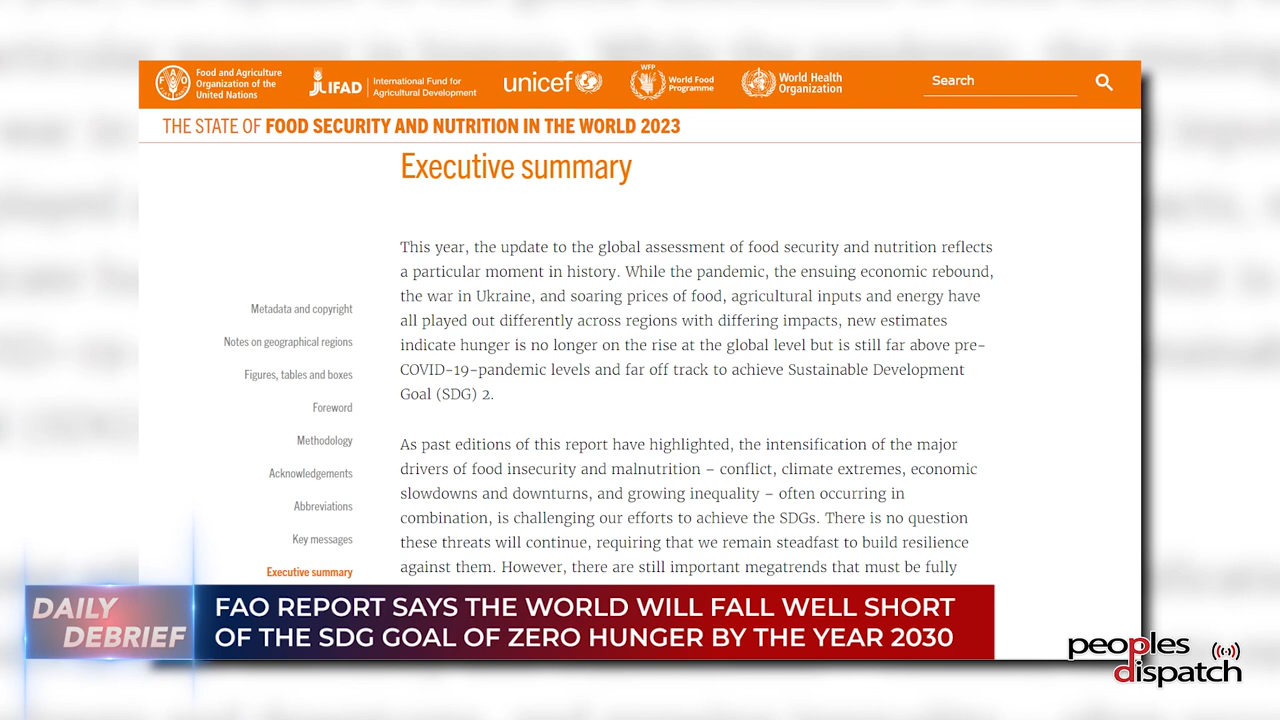 Food and Agriculture
Organization of the
United Nations
JIFAD
International Fund for
Agricultural Development
unicef
WFP
World Food
Programme
World Health
Organization
Search
THE STATE OF FOOD SECURITY AND NUTRITION IN THE WORLD 2023
Executive summary
This year, the update to the global assessment of food security and nutrition reflects
a particular moment in history. While the pandemic, the ensuing economic rebound,
the war in Ukraine, and soaring prices of food, agricultural inputs and energy have
all played out differently across regions with differing impacts, new estimates
indicate hunger is no longer on the rise at the global level but is still far above pre-
COVID-19-pandemic levels and far off track to achieve Sustainable Development
Goal (SDG) 2.
As past editions of this report have highlighted, the intensification of the major
drivers of food insecurity and malnutrition – conflict, climate extremes, economic
slowdowns and downturns, and growing inequality – often occurring in
combination, is challenging our efforts to achieve the SDGs. There is no question
these threats will continue, requiring that we remain steadfast to build resilience
against them. However, there are still important megatrends that must be fully
Metadata and copyright
Notes on geographical regions
Figures, tables and boxes
Foreword
Methodology
Acknowledgements
Abbreviations
Key messages
Executive summary
DAILY
DEBRIEF
FAO REPORT SAYS THE WORLD WILL FALL WELL SHORT
OF THE SDG GOAL OF ZERO HUNGER BY THE YEAR 2030
peoples
dispatch